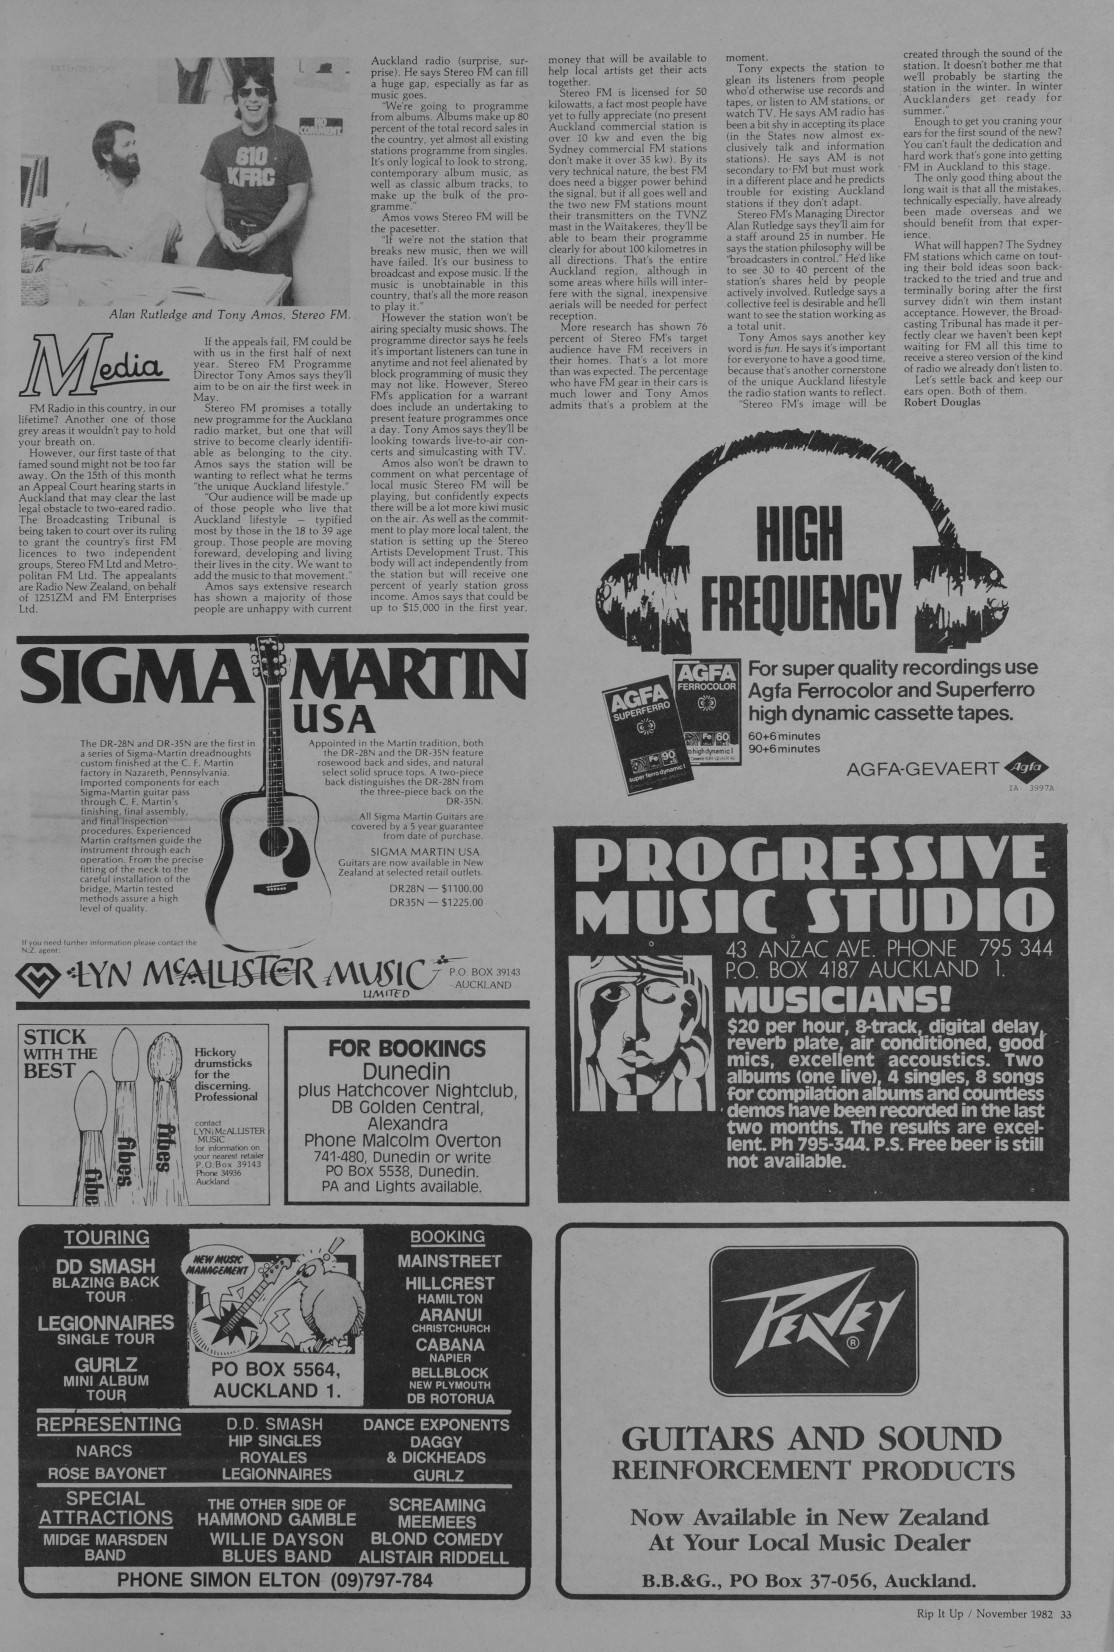 610
KFRC
NO
COMMENT.
Alan Rutledge and Tony Amos, Stereo FM.
Media
FM Radio in this country, in our
lifetime? Another one of those
grey areas it wouldn't pay to hold
your breath on.
However, our first taste of that
famed sound might not be too far
away. On the 15th of this month
an Appeal Court hearing starts in
Auckland that may clear the last
legal obstacle to two-eared radio.
The Broadcasting Tribunal is
being taken to court over its ruling
to grant the country's first FM
licences to two independent
groups, Stereo FM Ltd and Metro-
politan FM Ltd. The appealants
are Radio New Zealand, on behalf
of 1251ZM and FM Enterprises
Ltd.
If the appeals fail, FM could be
with us in the first half of next
year. Stereo FM Programme
Director Tony Amos says they'll
aim to be on air the first week in
May.
Stereo FM promises a totally
new programme for the Auckland
radio market, but one that will
strive to become clearly identifi-
able as belonging to the city.
Amos says the station will be
wanting to reflect what he terms
"the unique Auckland lifestyle."
"Our audience will be made up
of those people who live that
Auckland lifestyle — typified
most by those in the 18 to 39 age
group. Those people are moving
foreward, developing and living
their lives in the city. We want to
add the music to that movement."
Amos says extensive research
has shown a majority of those
people are unhappy with current
Auckland radio (surprise, sur-
prise). He says Stereo FM can fill
a huge gap, especially as far as
music goes.
"We're going to programme
from albums. Albums make up 80
percent of the total record sales in
the country, yet almost all existing
stations programme from singles.
It's only logical to look to strong,
contemporary album music, as
well as classic album tracks, to
make up the bulk of the pro-
gramme."
Amos vows Stereo FM will be
the pacesetter.
"If we're not the station that
breaks new music, then we will
have failed. It's our business to
broadcast and expose music. If the
music is unobtainable in this
country, that's all the more reason
to play it."
However the station won't be
airing specialty music shows. The
programme director says he feels
it's important listeners can tune in
anytime and not feel alienated by
block programming of music they
may not like. However, Stereo
FM's application for a warrant
does include an undertaking to
present feature programmes once
a day. Tony Amos says they'll be
looking towards live-to-air con-
certs and simulcasting with TV.
Amos also won't be drawn to
comment on what percentage of
local music Stereo FM will be
playing, but confidently expects
there will be a lot more kiwi music
on the air. As well as the commit-
ment to play more local talent, the
station is setting up the Stereo
Artists Development Trust. This
body will act independently from
the station but will receive one
percent of yearly station gross
income. Amos says that could be
up to $15,000 in the first year,
money that will be available to
help local artists get their acts
together.
Stereo FM is licensed for 50
kilowatts, a fact most people have
yet to fully appreciate (no present
Auckland commercial station is
over 10 kw and even the big
Sydney commercial FM stations
don't make it over 35 kw). By its
very technical nature, the best FM
does need a bigger power behind
the signal, but if all goes well and
the two new FM stations mount
their transmitters on the TVNZ
mast in the Waitakeres, they'll be
able to beam their programme
clearly for about 100 kilometres in
all directions. That's the entire
Auckland region, although in
some areas where hills will inter-
fere with the signal, inexpensive
aerials will be needed for perfect
reception.
More research has shown 76
percent of Stereo FM's target
audience have FM receivers in
their homes. That's a lot more
than was expected. The percentage
who have FM gear in their cars is
much lower and Tony Amos
admits that's a problem at the
moment.
Tony expects the station to
glean its listeners from people
who'd otherwise use records and
tapes, or listen to AM stations, or
watch TV. He says AM radio has
been a bit shy in accepting its place
(in the States now almost ex-
clusively talk and information
stations). He says AM is not
secondary to FM but must work
in a different place and he predicts
trouble for existing Auckland
stations if they don't adapt.
Stereo FM's Managing Director
Alan Rutledge says they'll aim for
a staff around 25 in number. He
says the station philosophy will be
"broadcasters in control." He'd like
to see 30 to 40 percent of the
station's shares held by people
actively involved. Rutledge says a
collective feel is desirable and he'll
want to see the station working as
a total unit.
Tony Amos says another key
word is fun. He says it's important
for everyone to have a good time,
because that's another cornerstone
of the unique Auckland lifestyle
the radio station wants to reflect.
"Stereo FM's image will be
created through the sound of the
station. It doesn't bother me that
we'll probably be starting the
station in the winter. In winter
Aucklanders get ready for
summer."
Enough to get you craning your
ears for the first sound of the new?
You can't fault the dedication and
hard work that's gone into getting
FM in Auckland to this stage.
The only good thing about the
long wait is that all the mistakes,
technically especially, have already
been made overseas and we
should benefit from that exper-
ience.
What will happen? The Sydney
FM stations which came on tout-
ing their bold ideas soon back-
tracked to the tried and true and
terminally boring after the first
survey didn't win them instant
acceptance. However, the Broad-
casting Tribunal has made it per-
fectly clear we haven't been kept
waiting for FM all this time to
receive a stereo version of the kind
of radio we already don't listen to.
Let's settle back and keep our
ears open. Both of them.
Robert Douglas
HIGH
FREQUENCY
AGFA
SUPERFERRO
Fe 90
super ferro dynamic I
AGFA
FERROCOLOR
Fe 60
high dynamic I
For super quality recordings use
Agfa Ferrocolor and Superferro
high dynamic cassette tapes.
60+6 minutes
90+6 minutes
AGFA-GEVAERT Agfa
IA 3997A
SIGMA MARTIN
USA
The DR-28N and DR-35N are the first in
a series of Sigma-Martin dreadnoughts
custom finished at the C. F. Martin
factory in Nazareth, Pennsylvania.
Imported components for each
Sigma-Martin guitar pass
through C. F. Martin's
finishing, final assembly,
and final inspection
procedures. Experienced
Martin craftsmen guide the
instrument through each
operation. From the precise
fitting of the neck to the
careful installation of the
bridge, Martin tested
methods assure a high
level of quality.
Appointed in the Martin tradition, both
the DR-28N and the DR-35N feature
rosewood back and sides, and natural
select solid spruce tops. A two-piece
back distinguishes the DR-28N from
the three-piece back on the
DR-35N.
All Sigma Martin Guitars are
covered by a 5 year guarantee
from date of purchase.
SIGMA MARTIN USA
Guitars are now available in New
Zealand at selected retail outlets.
DR28N — $1100.00
DR35N — $1225.00
If you need further information please contact the
N.Z. agent:
LYN McALLISTER MUSIC
LIMITED
P.O. BOX 39143
AUCKLAND
STICK
WITH THE
BEST
fibes
fibes
fibes
Hickory
drumsticks
for the
discerning.
Professional
contact
LYN McALLISTER
MUSIC
for information on
your nearest retailer
P.O. Box 39143
Phone 34936
Auckland
FOR BOOKINGS
Dunedin
plus Hatchcover Nightclub,
DB Golden Central,
Alexandra
Phone Malcolm Overton
741-480, Dunedin or write
PO Box 5538, Dunedin.
PA and Lights available.
PROGRESSIVE
MUSIC STUDIO
43 ANZAC AVE. PHONE 795 344
P.O. BOX 4187 AUCKLAND 1.
MUSICIANS!
$20 per hour, 8-track, digital delay,
reverb plate, air conditioned, good
mics, excellent accoustics. Two
albums (one live), 4 singles, 8 songs
for compilation albums and countless
demos have been recorded in the last
two months. The results are excel-
lent. Ph 795-344. P.S. Free beer is still
not available.
TOURING
DD SMASH
BLAZING BACK
TOUR
LEGIONNAIRES
SINGLE TOUR
GURLZ
MINI ALBUM
TOUR
NEW MUSIC
MANAGEMENT
PO BOX 5564,
AUCKLAND 1.
BOOKING
MAINSTREET
HILLCREST
HAMILTON
ARANUI
CHRISTCHURCH
CABANA
NAPIER
BELLBLOCK
NEW PLYMOUTH
DB ROTORUA
REPRESENTING
NARCS
ROSE BAYONET
D.D. SMASH
HIP SINGLES
ROYALES
LEGIONNAIRES
DANCE EXPONENTS
DAGGY
& DICKHEADS
GURLZ
SPECIAL
ATTRACTIONS
MIDGE MARSDEN
BAND
THE OTHER SIDE OF
HAMMOND GAMBLE
WILLIE DAYSON
BLUES BAND
SCREAMING
MEEMEES
BLOND COMEDY
ALISTAIR RIDDELL
PHONE SIMON ELTON (09)797-784
PEAVEY ®
GUITARS AND SOUND
REINFORCEMENT PRODUCTS
Now Available in New Zealand
At Your Local Music Dealer
B.B.&G., PO Box 37-056, Auckland.
Rip It Up / November 1982 33